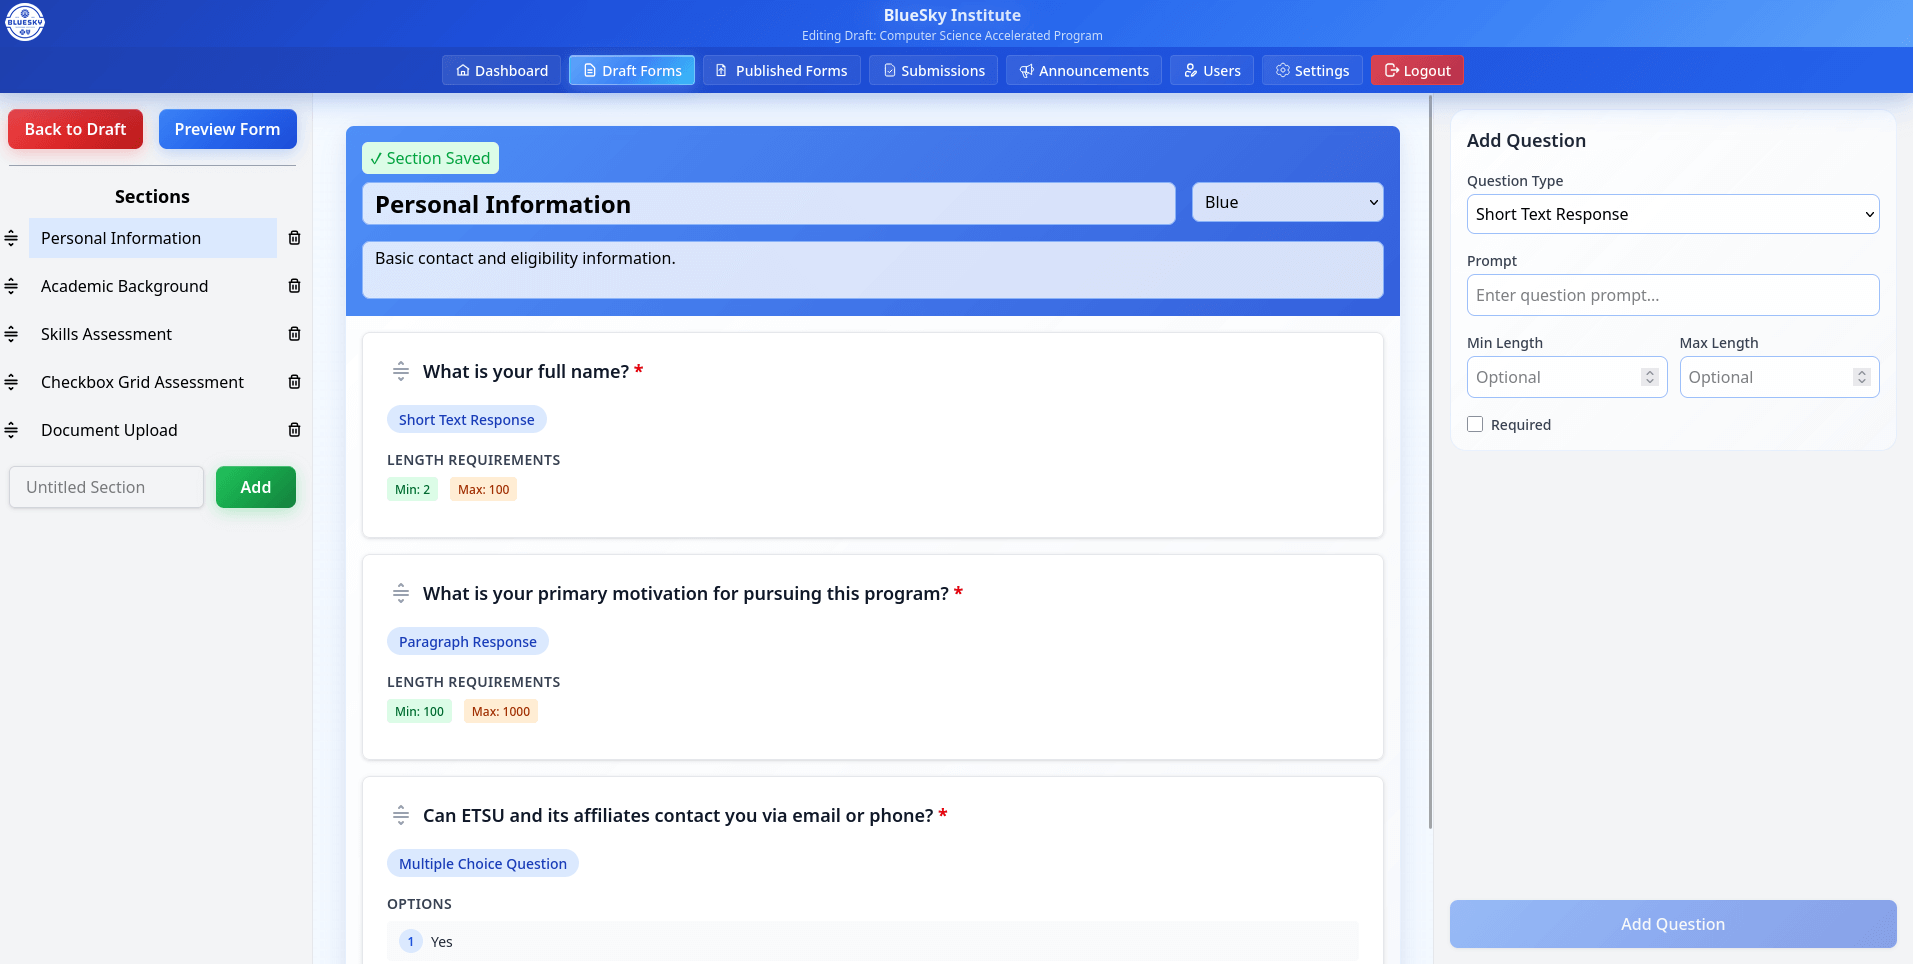 BLUESKY
BlueSky Institute
Editing Draft: Computer Science Accelerated Program
Dashboard
Draft Forms
Published Forms
Submissions
Announcements
Users
Settings
Logout
Back to Draft
Preview Form
Sections
Personal Information
Academic Background
Skills Assessment
Checkbox Grid Assessment
Document Upload
Untitled Section
Add
✓ Section Saved
Personal Information
Blue
Basic contact and eligibility information.
What is your full name? *
Short Text Response
LENGTH REQUIREMENTS
Min: 2 Max: 100
What is your primary motivation for pursuing this program? *
Paragraph Response
LENGTH REQUIREMENTS
Min: 100 Max: 1000
Can ETSU and its affiliates contact you via email or phone? *
Multiple Choice Question
OPTIONS
1 Yes
Add Question
Question Type
Short Text Response
Prompt
Enter question prompt...
Min Length Max Length
Optional Optional
Required
Add Question